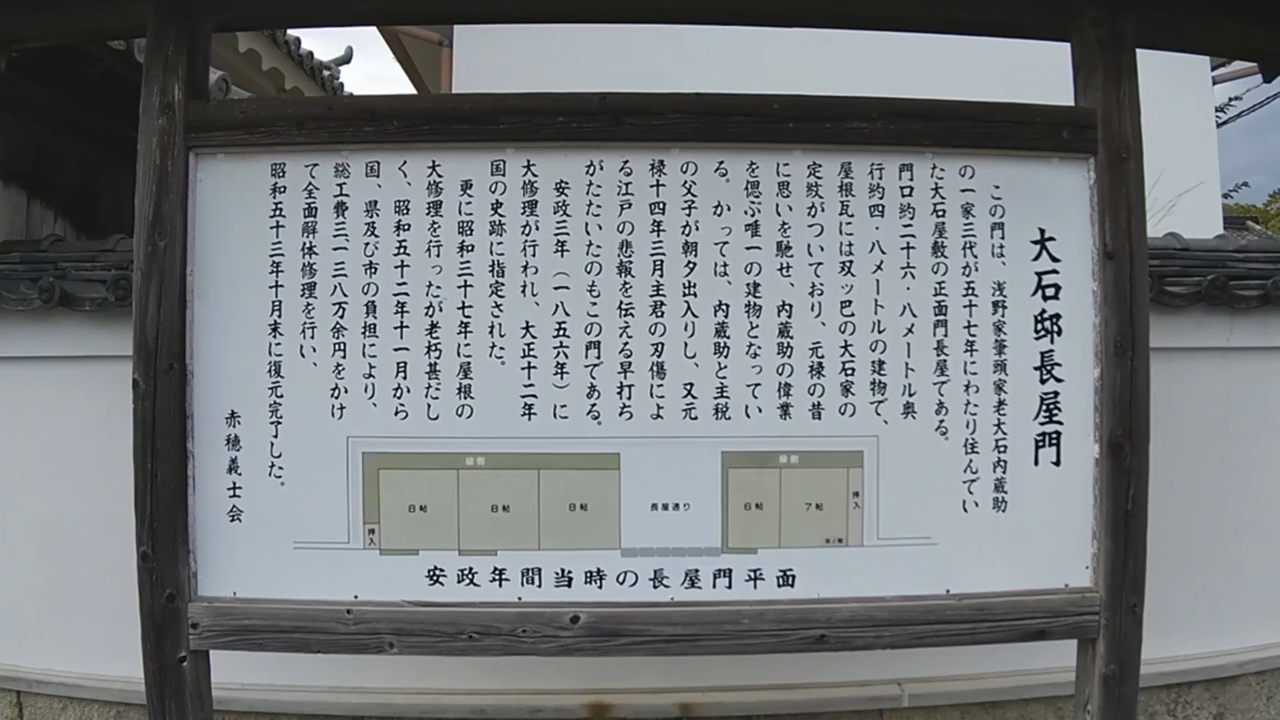 大石邸長屋門
この門は、浅野家筆頭家老大石内蔵助
の一家三代が五十七年にわたり住んでい
た大石屋敷の正面門長屋である。
門口約二十六・八メートル奥
行約四・八メートルの建物で、
屋根瓦には双ッ巴の大石家の
定紋がついており、元禄の昔
に思いを馳せ、内蔵助の偉業
を偲ぶ唯一の建物となってい
る。かっては、内蔵助と主税
の父子が朝夕出入りし、又元
禄十四年三月主君の刃傷によ
る江戸の悲報を伝える早打ち
がたたいたのもこの門である。
安政三年（一八五六年）に
大修理が行われ、大正十二年
国の史跡に指定された。
更に昭和三十七年に屋根の
大修理を行ったが老朽甚だし
く、昭和五十二年十一月から
国、県及び市の負担により、
総工費三一三八万余円をかけ
て全面解体修理を行い、
昭和五十三年十月末に復元完了した。
赤穂義士会
縁側
縁側
押入
8帖
8帖
8帖
長屋通り
6帖
7帖
押入
安政年間当時の長屋門平面